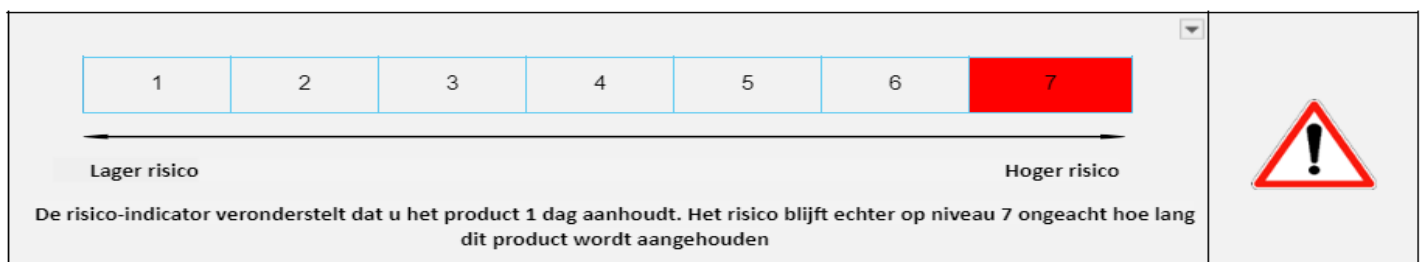 1 2 3 4 5 6 7
Lager risico Hoger risico
De risico-indicator veronderstelt dat u het product 1 dag aanhoudt. Het risico blijft echter op niveau 7 ongeacht hoe lang
dit product wordt aangehouden